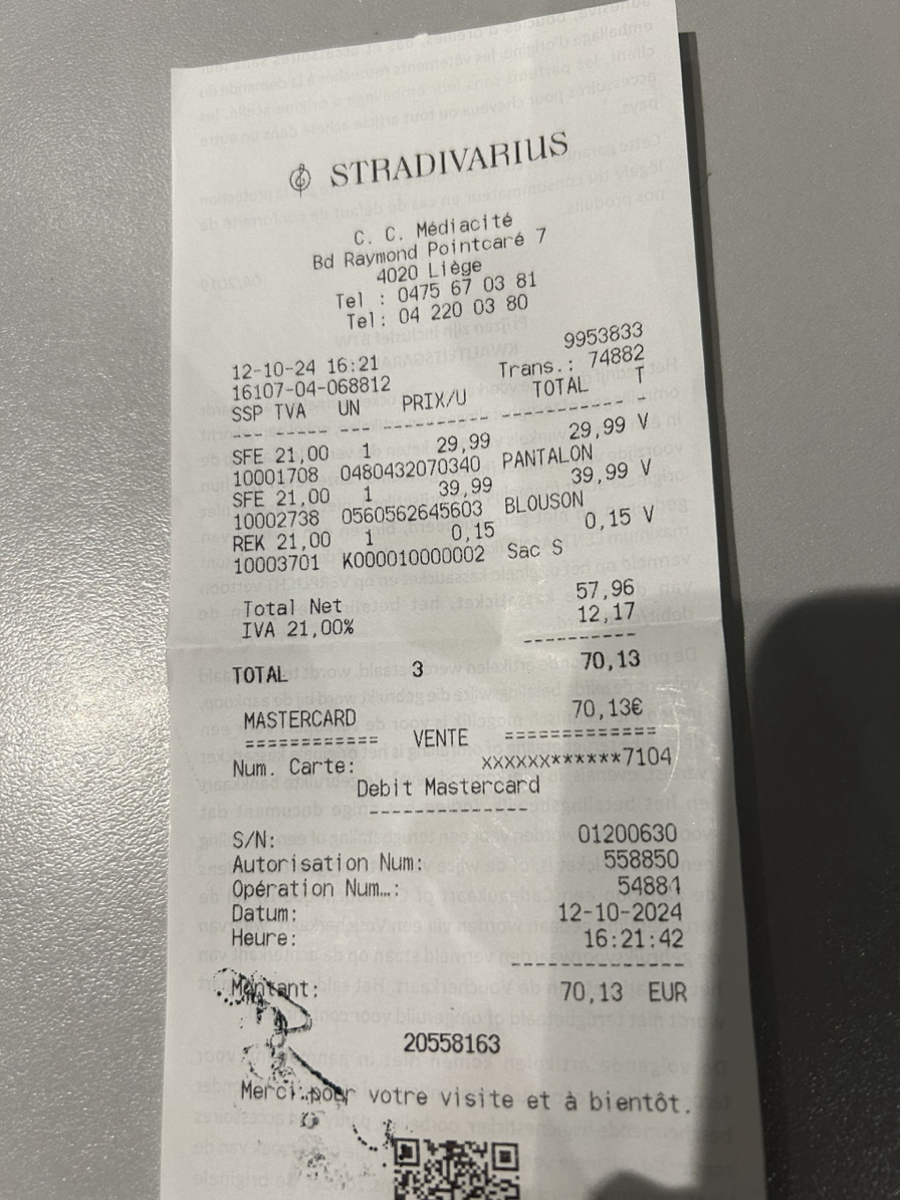 STRADIVARIUS
C. C. Médiacité
Bd Raymond Pointcaré 7
4020 Liège
Tel : 0475 67 03 81
Tel: 04 220 03 80
9953833
12-10-24 16:21 Trans.: 74882
16107-04-068812
SSP TVA UN PRIX/U TOTAL T
SFE 21,00 1 29,99 29,99 V
10001708 0480432070340 PANTALON
SFE 21,00 1 39,99 39,99 V
10002738 0560562645603 BLOUSON
REK 21,00 1 0,15 0,15 V
10003701 K000010000002 Sac S
Total Net 57,96
IVA 21,00% 12,17
TOTAL 3 70,13
MASTERCARD 70,13€
============ VENTE =============
Num. Carte: XXXXXX******7104
Debit Mastercard
S/N: 01200630
Autorisation Num: 558850
Opération Num…: 54881
Datum: 12-10-2024
Heure: 16:21:42
Montant: 70,13 EUR
20558163
Merci pour votre visite et à bientôt.